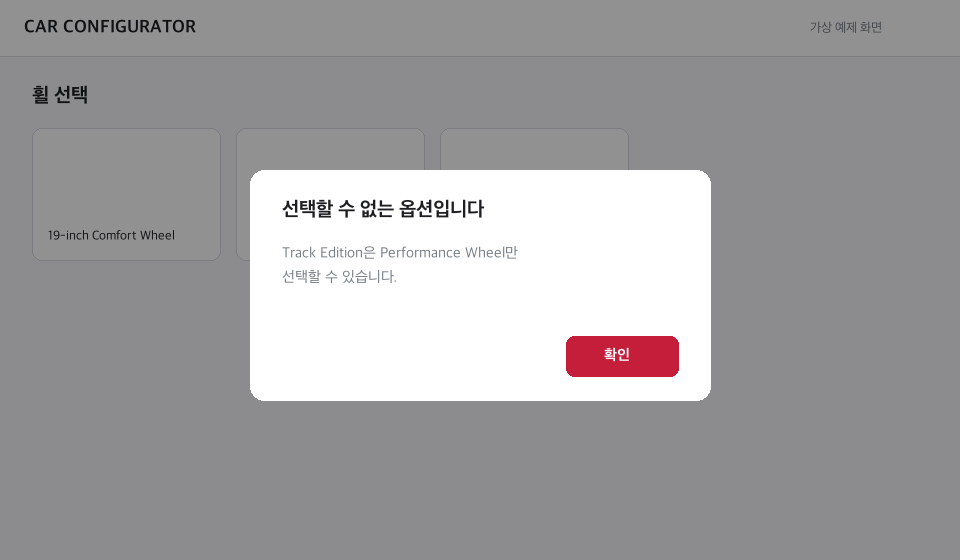 CAR CONFIGURATOR
가상 예제 화면
휠 선택
19-inch Comfort Wheel
선택할 수 없는 옵션입니다
Track Edition은 Performance Wheel만
선택할 수 있습니다.
확인